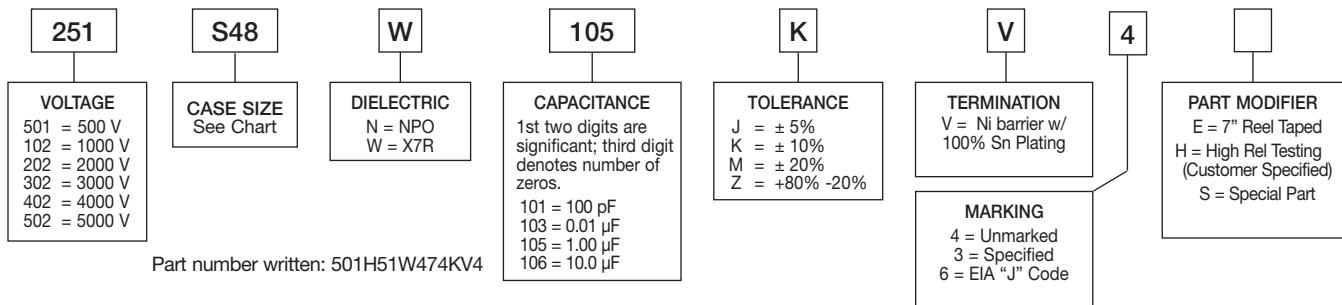 251 S48 W 105 K V 4
VOLTAGE
501 = 500 V
102 = 1000 V
202 = 2000 V
302 = 3000 V
402 = 4000 V
502 = 5000 V
CASE SIZE
See Chart
DIELECTRIC
N = NPO
W = X7R
CAPACITANCE
1st two digits are
significant; third digit
denotes number of
zeros.
101 = 100 pF
103 = 0.01 µF
105 = 1.00 µF
106 = 10.0 µF
TOLERANCE
J = ± 5%
K = ± 10%
M = ± 20%
Z = +80% -20%
TERMINATION
V = Ni barrier w/
100% Sn Plating
MARKING
4 = Unmarked
3 = Specified
6 = EIA “J” Code
PART MODIFIER
E = 7” Reel Taped
H = High Rel Testing
(Customer Specified)
S = Special Part
Part number written: 501H51W474KV4